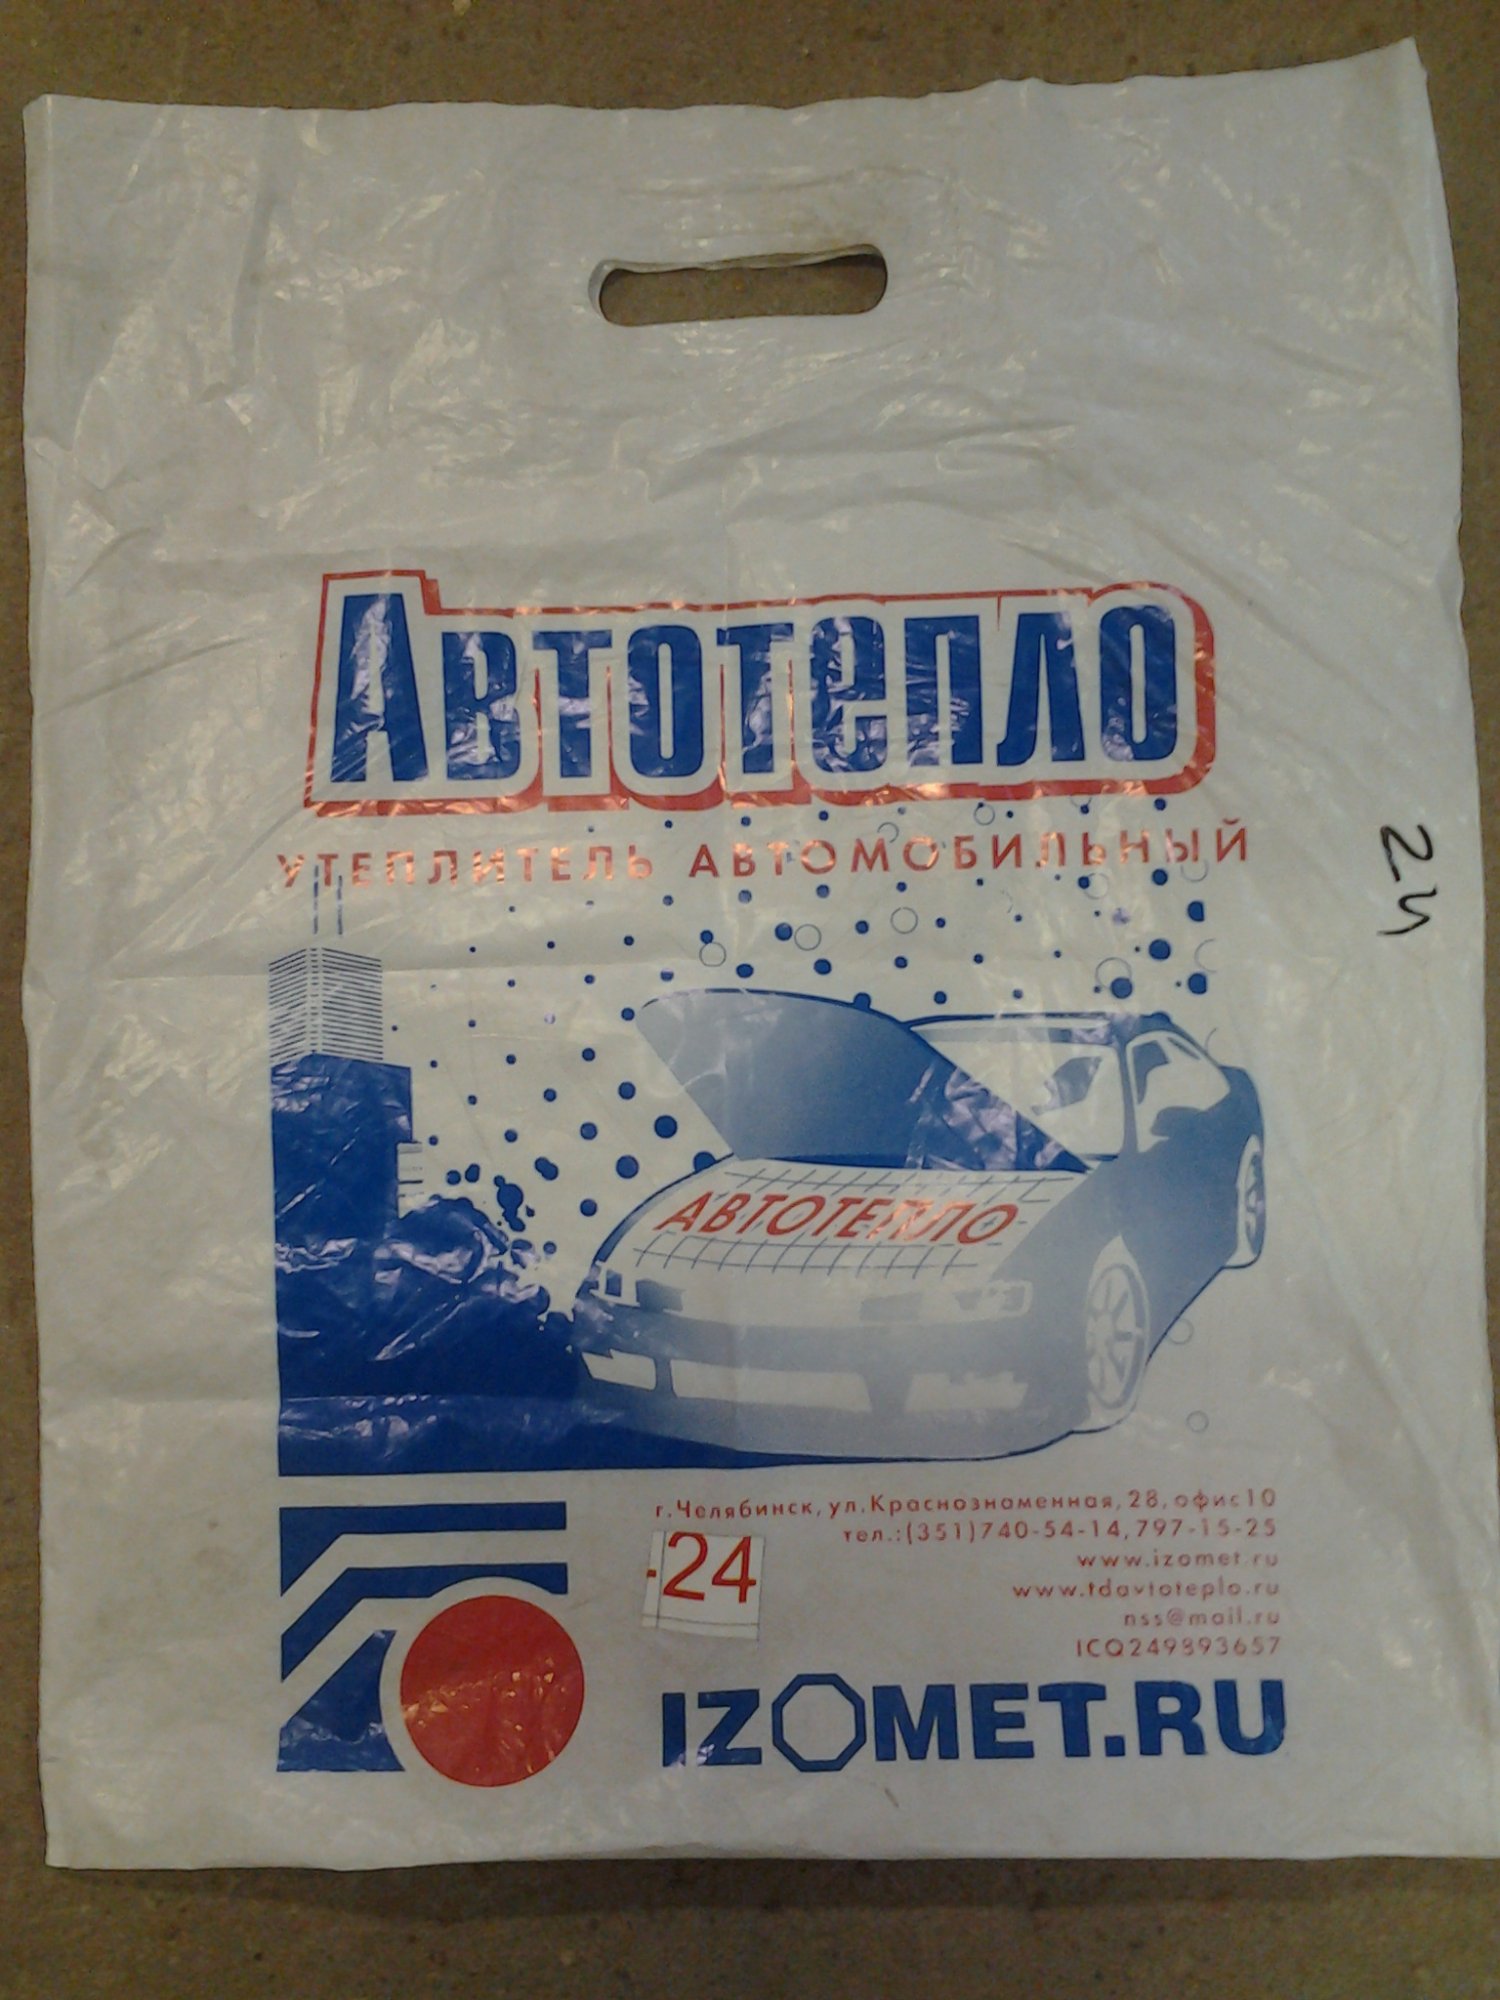 Автотепло
УТЕПЛИТЕЛЬ АВТОМОБИЛЬНЫЙ
24
АВТОТЕПЛО
г.Челябинск, ул.Краснознаменная, 28, офис10
тел.:(351)740-54-14, 797-15-25
www.izomet.ru
www.tdavtoteplo.ru
-24
nss@mail.ru
ICQ249893657
IZOMET.RU